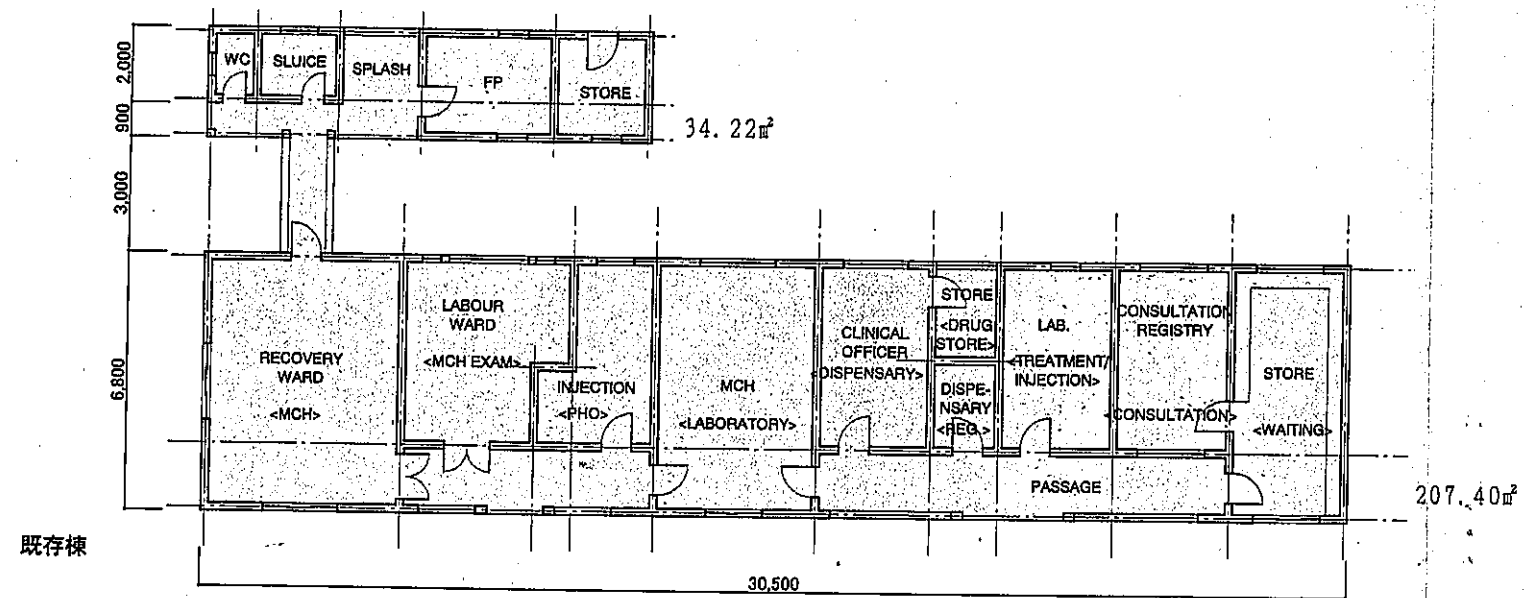 2,000
900
3,000
6,800
WC
SLUICE
SPLASH
FP
STORE
34.22㎡
RECOVERY
WARD
<MCH>
LABOUR
WARD
<MCH EXAM>
INJECTION
<PHO>
MCH
<LABORATORY>
CLINICAL
OFFICER
<DISPENSARY>
STORE
<DRUG
STORE>
DISPE-
NSARY
<REG.>
LAB.
<TREATMENT/
INJECTION>
CONSULTATION
REGISTRY
<CONSULTATION>
STORE
<WAITING>
PASSAGE
207.40㎡
既存棟
30,500